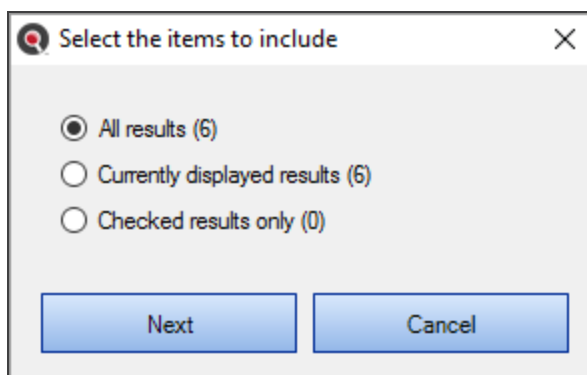 Select the items to include
All results (6)
Currently displayed results (6)
Checked results only (0)
Next
Cancel